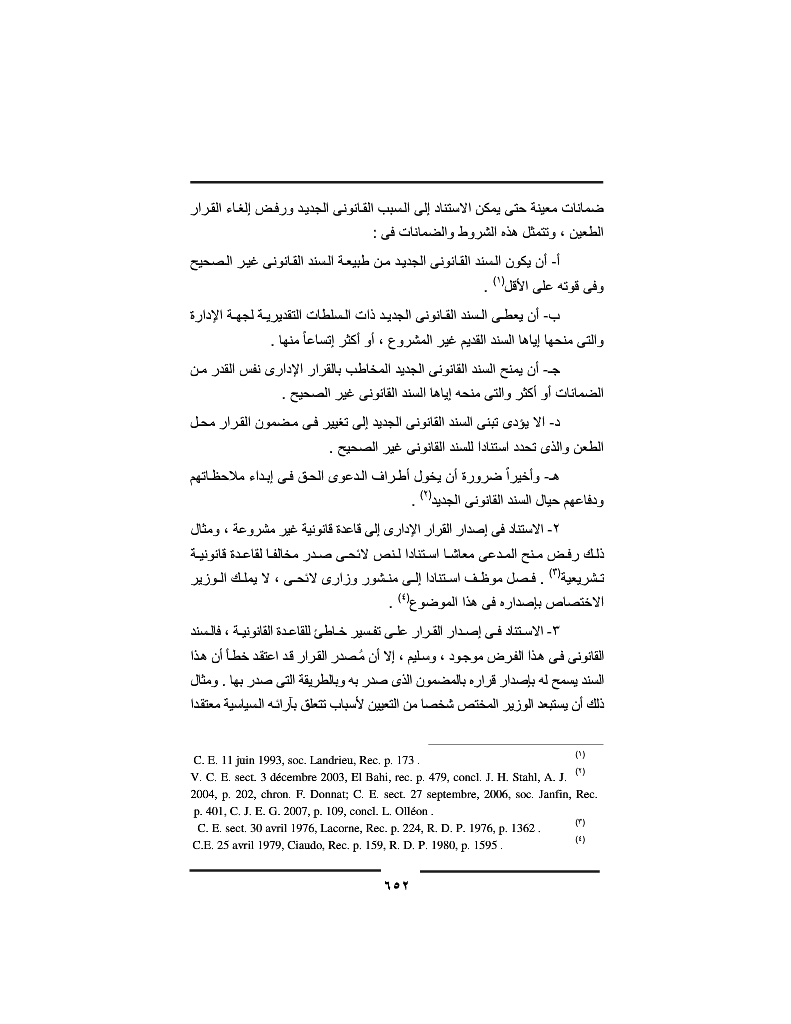 ضمانات معينة حتى يمكن الاستناد إلى السبب القانونى الجديد ورفض إلغاء القرار
الطعين ، وتتمثل هذه الشروط والضمانات فى :
أ- أن يكون السند القانونى الجديد من طبيعة السند القانونى غير الصحيح
وفى قوته على الأقل(١) .
ب- أن يعطى السند القانونى الجديد ذات السلطات التقديرية لجهة الإدارة
والتى منحها إياها السند القديم غير المشروع ، أو أكثر إتساعاً منها .
جـ- أن يمنح السند القانونى الجديد المخاطب بالقرار الإدارى نفس القدر من
الضمانات أو أكثر والتى منحه إياها السند القانونى غير الصحيح .
د- الا يؤدى تبنى السند القانونى الجديد إلى تغيير فى مضمون القرار محل
الطعن والذى تحدد استنادا للسند القانونى غير الصحيح .
هـ- وأخيراً ضرورة أن يخول أطراف الدعوى الحق فى إبداء ملاحظاتهم
ودفاعهم حيال السند القانونى الجديد(٢) .
٢- الاستناد فى إصدار القرار الإدارى إلى قاعدة قانونية غير مشروعة ، ومثال
ذلك رفض منح المدعى معاشا استنادا لنص لائحى صدر مخالفا لقاعدة قانونية
تشريعية(٣) . فصل موظف استنادا إلى منشور وزارى لائحى ، لا يملك الوزير
الاختصاص بإصداره فى هذا الموضوع(٤) .
٣- الاستناد فى إصدار القرار على تفسير خاطئ للقاعدة القانونية ، فالسند
القانونى فى هذا الفرض موجود ، وسليم ، إلا أن مُصدر القرار قد اعتقد خطأ أن هذا
السند يسمح له بإصدار قراره بالمضمون الذى صدر به وبالطريقة التى صدر بها . ومثال
ذلك أن يستبعد الوزير المختص شخصا من التعيين لأسباب تتعلق بآرائه السياسية معتقدا
(١) C. E. 11 juin 1993, soc. Landrieu, Rec. p. 173 .
(٢) V. C. E. sect. 3 décembre 2003, El Bahi, rec. p. 479, concl. J. H. Stahl, A. J.
2004, p. 202, chron. F. Donnat; C. E. sect. 27 septembre, 2006, soc. Janfin, Rec.
p. 401, C. J. E. G. 2007, p. 109, concl. L. Olléon .
(٣) C. E. sect. 30 avril 1976, Lacorne, Rec. p. 224, R. D. P. 1976, p. 1362 .
(٤) C.E. 25 avril 1979, Ciaudo, Rec. p. 159, R. D. P. 1980, p. 1595 .
٦٥٢